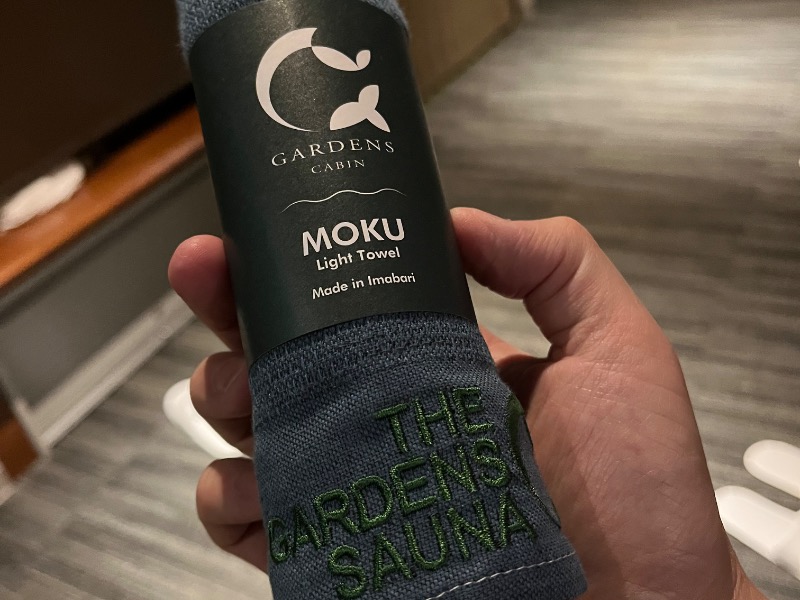 GARDENS
CABIN
MOKU
Light Towel
Made in Imabari
THE
GARDENS
SAUNA